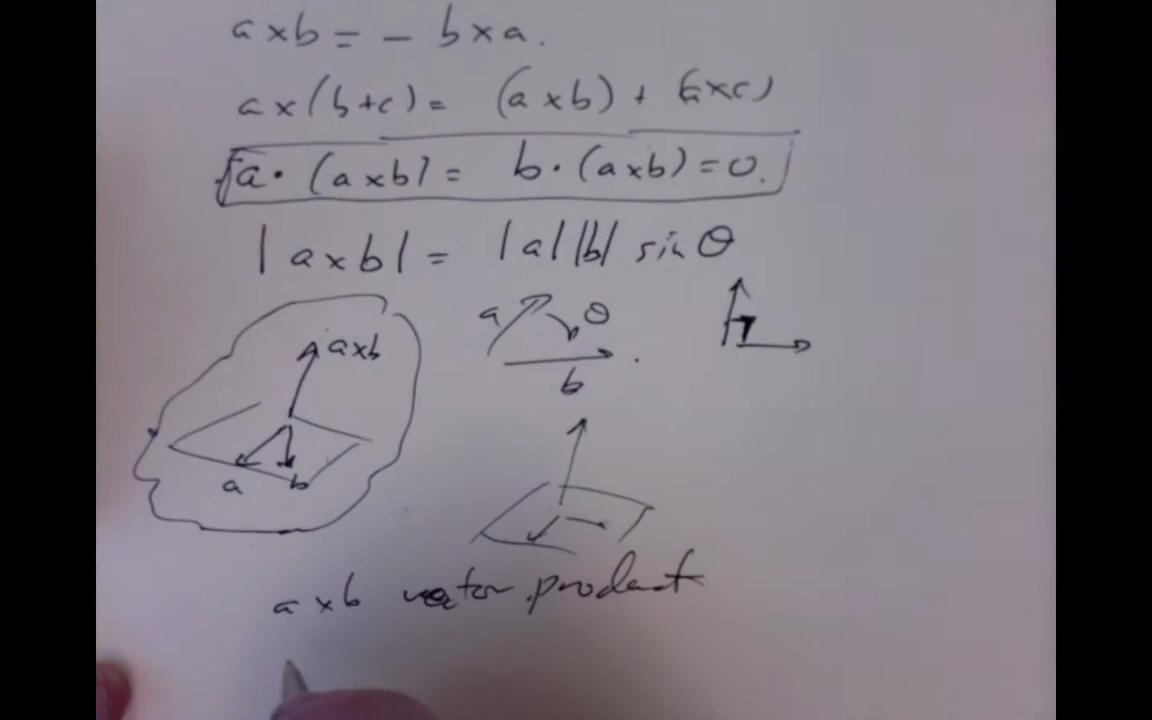 a×b = - b×a.
a×(b+c) = (a×b) + (a×c)
a·(a×b) = b·(a×b) = 0.
|a×b| = |a||b| sin θ
a θ
b
a×b
a b
a×b vector product